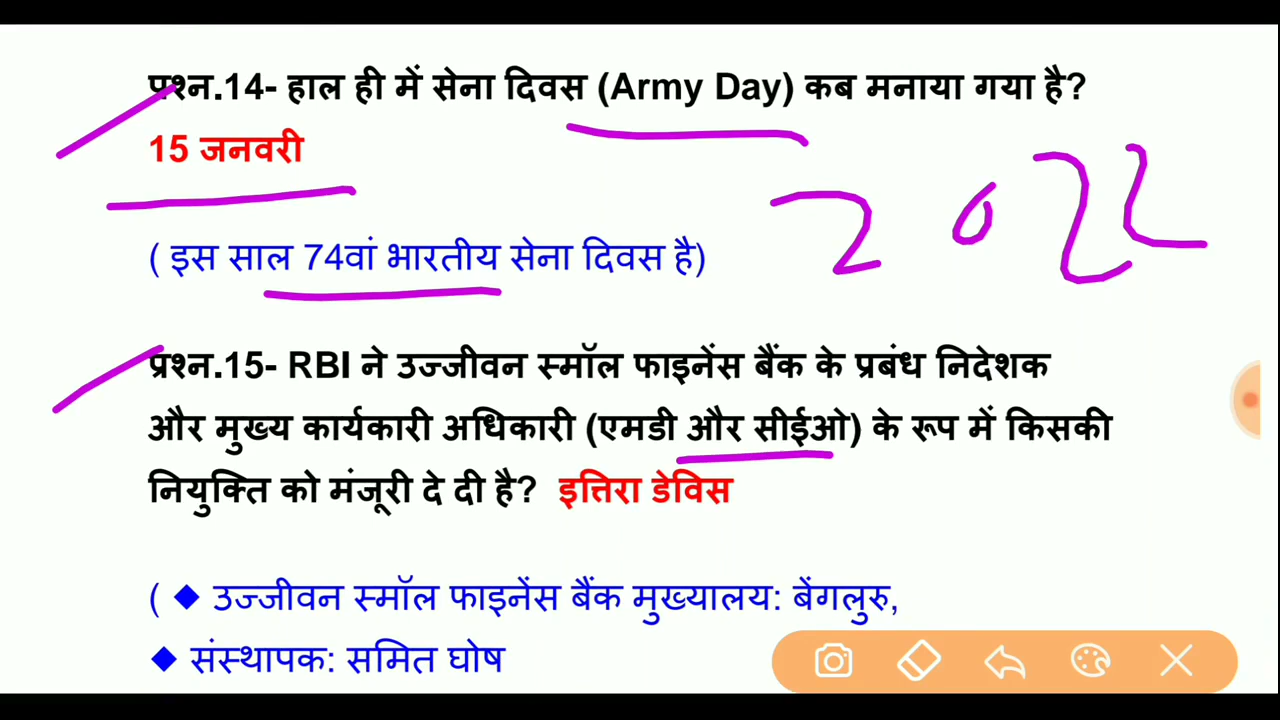 प्रश्न.14- हाल ही में सेना दिवस (Army Day) कब मनाया गया है?
15 जनवरी
2022
( इस साल 74वां भारतीय सेना दिवस है)
प्रश्न.15- RBI ने उज्जीवन स्मॉल फाइनेंस बैंक के प्रबंध निदेशक
और मुख्य कार्यकारी अधिकारी (एमडी और सीईओ) के रूप में किसकी
नियुक्ति को मंजूरी दे दी है? इत्तिरा डेविस
( ◆ उज्जीवन स्मॉल फाइनेंस बैंक मुख्यालय: बेंगलुरु,
◆ संस्थापक: समित घोष